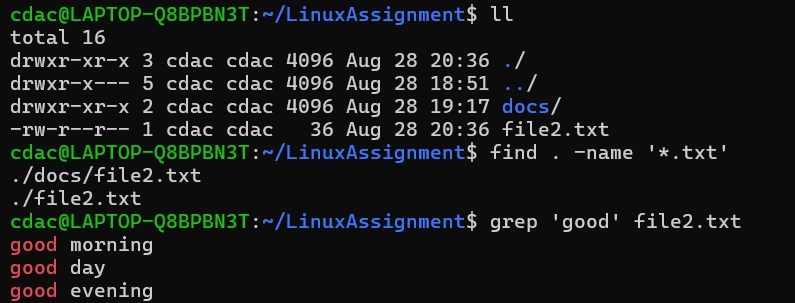 cdac@LAPTOP-Q8BPBN3T:~/LinuxAssignment$ ll
total 16
drwxr-xr-x 3 cdac cdac 4096 Aug 28 20:36 ./
drwxr-x--- 5 cdac cdac 4096 Aug 28 18:51 ../
drwxr-xr-x 2 cdac cdac 4096 Aug 28 19:17 docs/
-rw-r--r-- 1 cdac cdac   36 Aug 28 20:36 file2.txt
cdac@LAPTOP-Q8BPBN3T:~/LinuxAssignment$ find . -name '*.txt'
./docs/file2.txt
./file2.txt
cdac@LAPTOP-Q8BPBN3T:~/LinuxAssignment$ grep 'good' file2.txt
good morning
good day
good evening